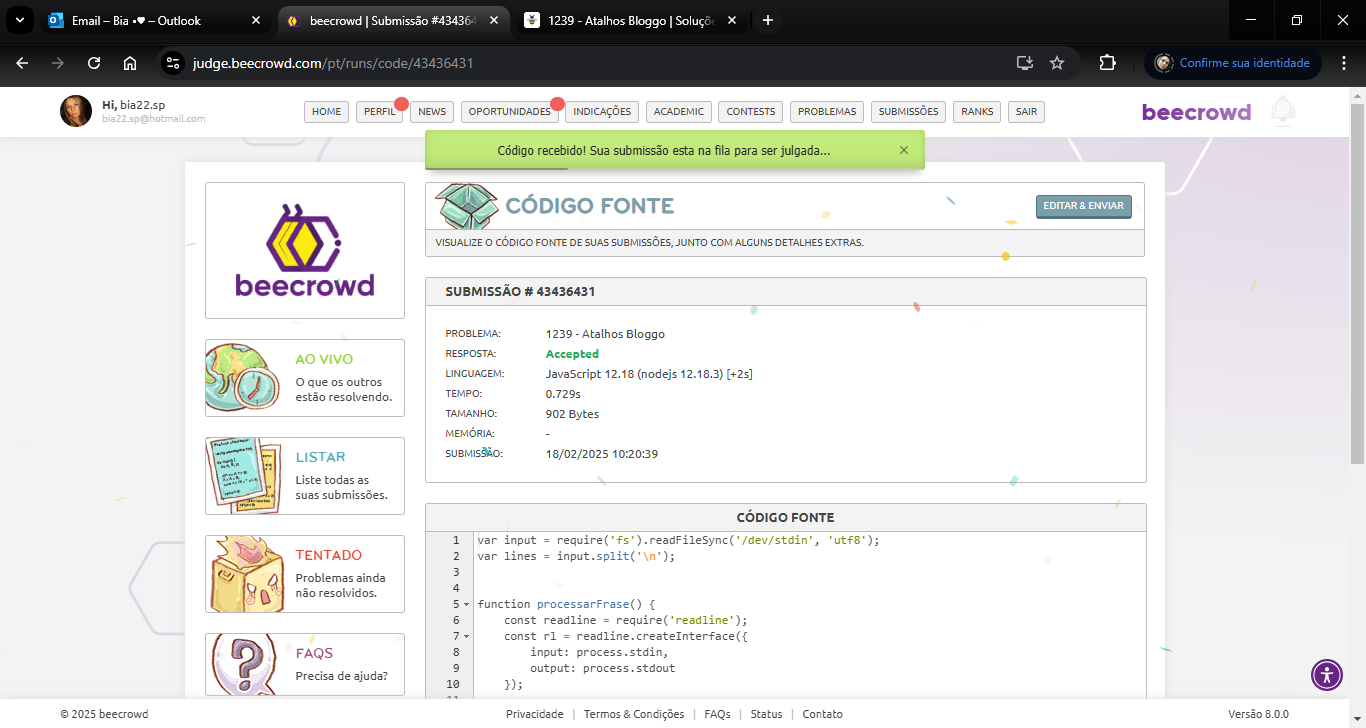 Email – Bia •♥ – Outlook
beecrowd | Submissão #434364
1239 - Atalhos Bloggo | Soluçõe
judge.beecrowd.com/pt/runs/code/43436431
Confirme sua identidade
Hi, bia22.sp
bia22.sp@hotmail.com
HOME
PERFIL
NEWS
OPORTUNIDADES
INDICAÇÕES
ACADEMIC
CONTESTS
PROBLEMAS
SUBMISSÕES
RANKS
SAIR
beecrowd
Código recebido! Sua submissão esta na fila para ser julgada...
beecrowd
CÓDIGO FONTE
EDITAR & ENVIAR
VISUALIZE O CÓDIGO FONTE DE SUAS SUBMISSÕES, JUNTO COM ALGUNS DETALHES EXTRAS.
SUBMISSÃO # 43436431
PROBLEMA: 1239 - Atalhos Bloggo
RESPOSTA: Accepted
LINGUAGEM: JavaScript 12.18 (nodejs 12.18.3) [+2s]
TEMPO: 0.729s
TAMANHO: 902 Bytes
MEMÓRIA: -
SUBMISSÃO: 18/02/2025 10:20:39
AO VIVO
O que os outros
estão resolvendo.
LISTAR
Liste todas as
suas submissões.
TENTADO
Problemas ainda
não resolvidos.
FAQS
Precisa de ajuda?
CÓDIGO FONTE
1 var input = require('fs').readFileSync('/dev/stdin', 'utf8');
2 var lines = input.split('\n');
3
4
5 function processarFrase() {
6     const readline = require('readline');
7     const rl = readline.createInterface({
8         input: process.stdin,
9         output: process.stdout
10     });
© 2025 beecrowd
Privacidade | Termos & Condições | FAQs | Status | Contato
Versão 8.0.0